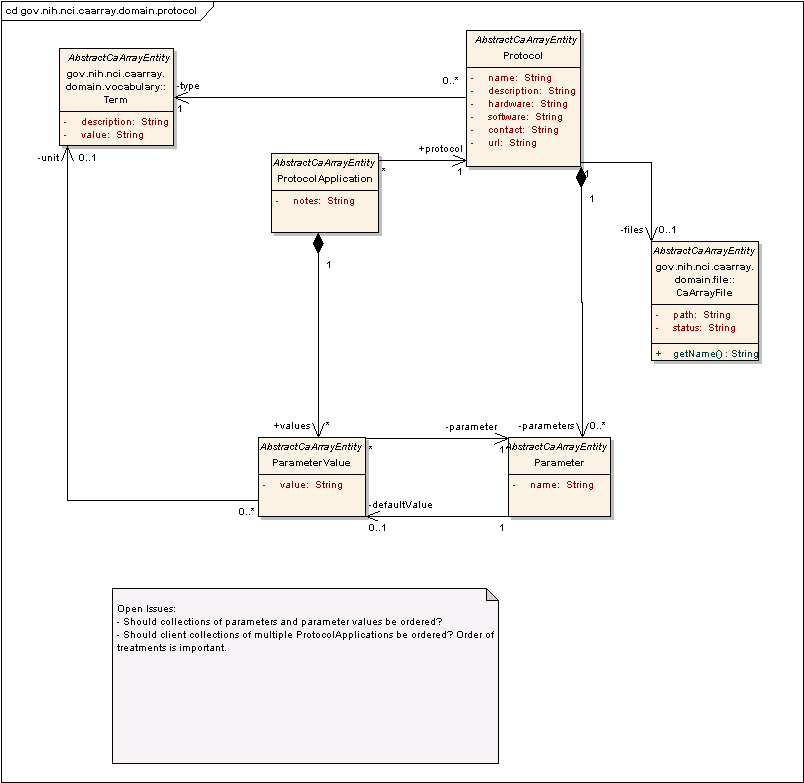 cd gov.nih.nci.caarray.domain.protocol
AbstractCaArrayEntity
gov.nih.nci.caarray.
domain.vocabulary::
Term
- description: String
- value: String
-type
1
0..*
-unit
0..1
AbstractCaArrayEntity
Protocol
- name: String
- description: String
- hardware: String
- software: String
- contact: String
- url: String
AbstractCaArrayEntity
ProtocolApplication
- notes: String
*
+protocol
1
1
1
1
-files
0..1
AbstractCaArrayEntity
gov.nih.nci.caarray.
domain.file::
CaArrayFile
- path: String
- status: String
+ getName() : String
+values
*
AbstractCaArrayEntity
ParameterValue
- value: String
0..*
*
-parameter
1
-parameters
0..*
AbstractCaArrayEntity
Parameter
- name: String
-defaultValue
0..1
1
Open Issues:
- Should collections of parameters and parameter values be ordered?
- Should client collections of multiple ProtocolApplications be ordered? Order of
treatments is important.